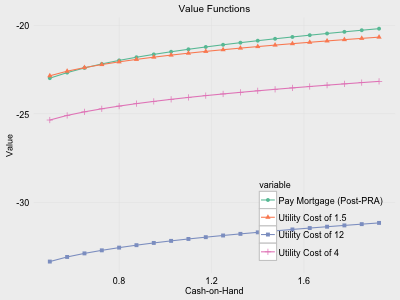 Value Functions
-20
-25
-30
Value
variable
Pay Mortgage (Post-PRA)
Utility Cost of 1.5
Utility Cost of 12
Utility Cost of 4
0.8 1.2 1.6
Cash-on-Hand